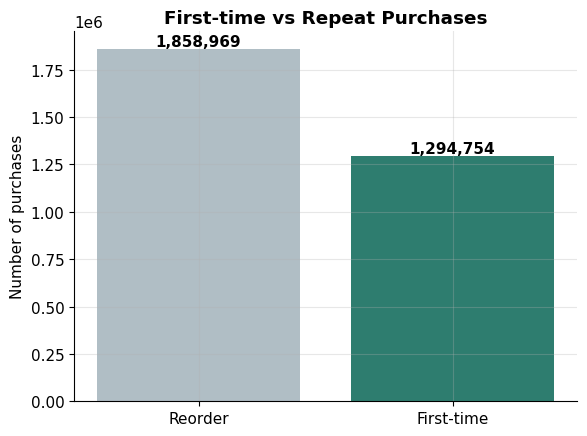 First-time vs Repeat Purchases
1e6
1,858,969
1,294,754
1.75
1.50
1.25
1.00
0.75
0.50
0.25
0.00
Number of purchases
Reorder
First-time